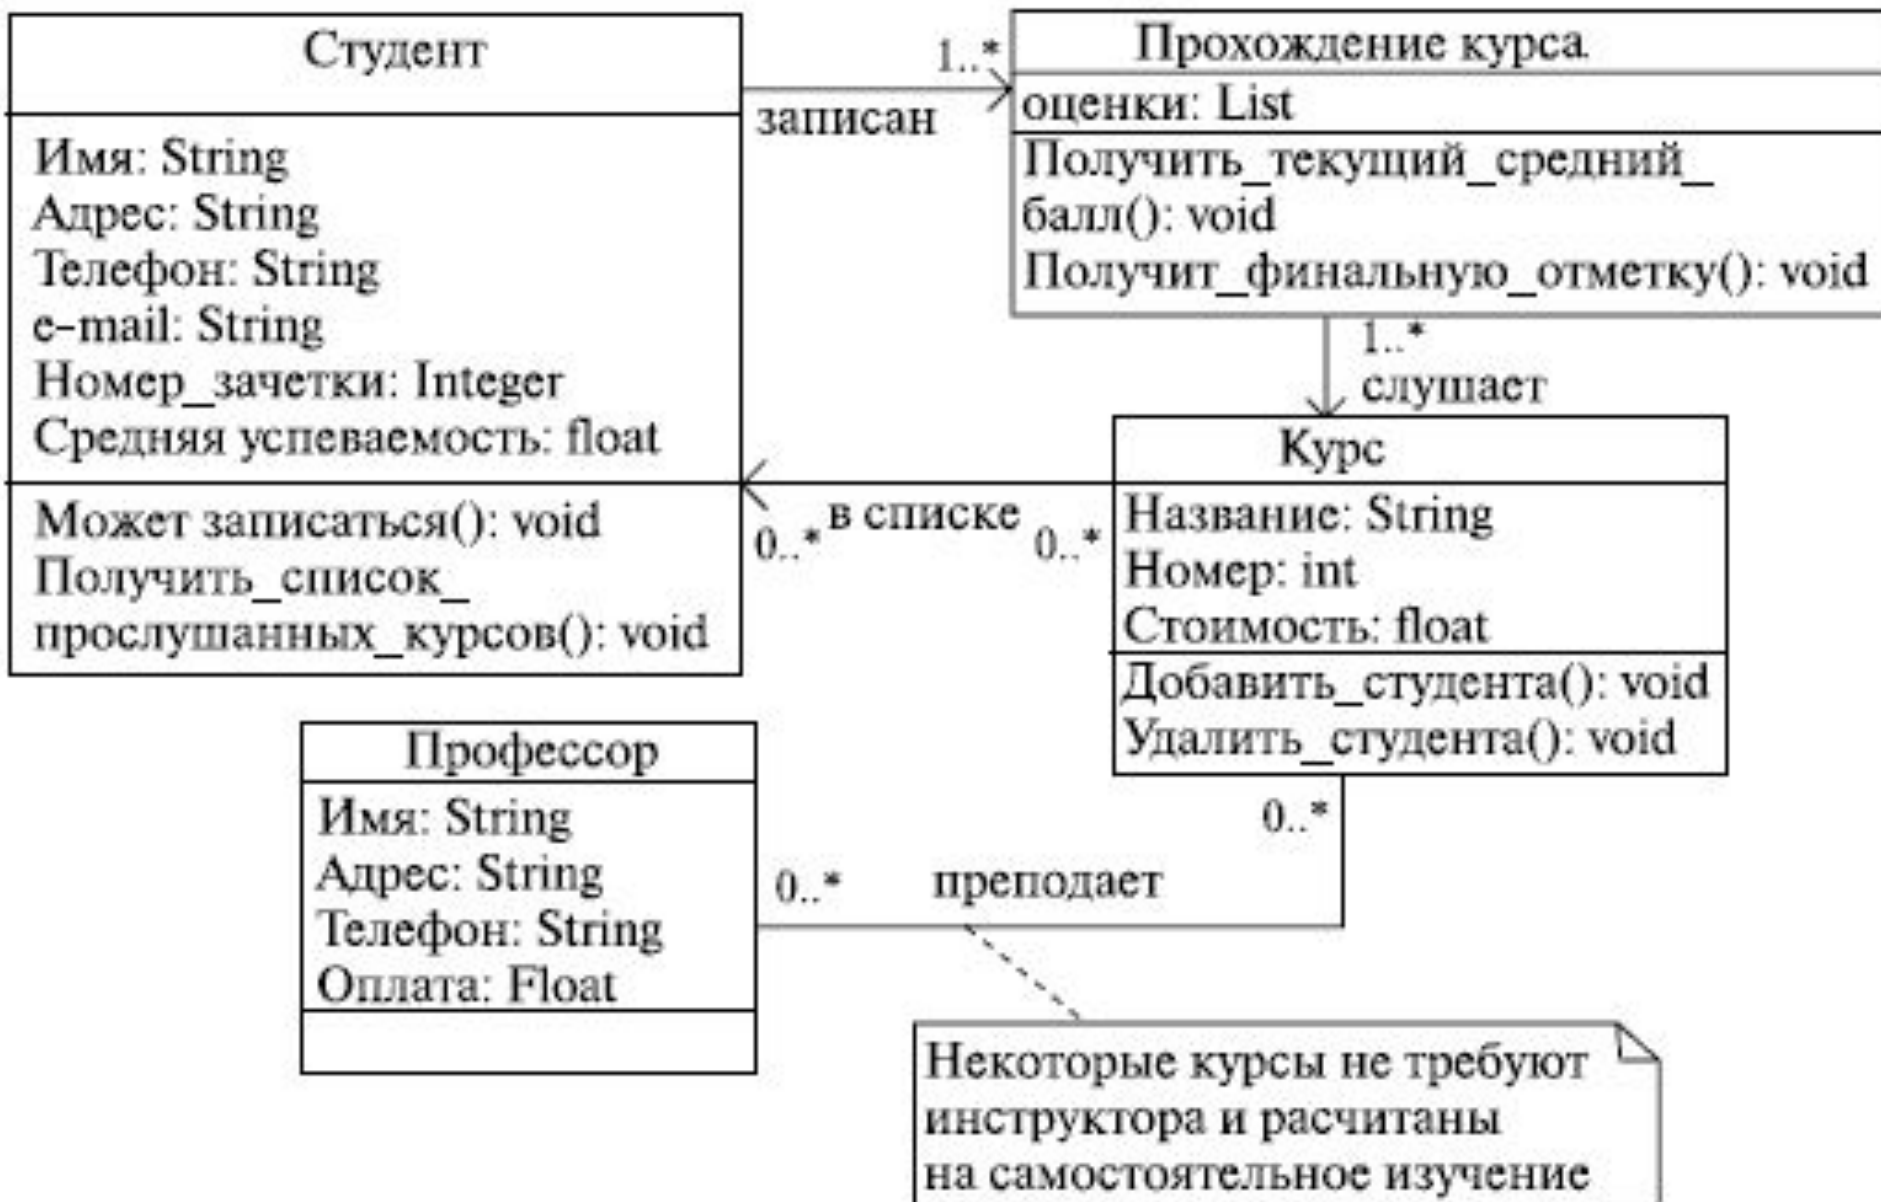 Студент
Имя: String
Адрес: String
Телефон: String
e-mail: String
Номер_зачетки: Integer
Средняя успеваемость: float
Может записаться(): void
Получить_список_
прослушанных_курсов(): void
1..*
записан
Прохождение курса
оценки: List
Получить_текущий_средний_
балл(): void
Получит_финальную_отметку(): void
1..*
слушает
0..* в списке 0..*
Курс
Название: String
Номер: int
Стоимость: float
Добавить_студента(): void
Удалить_студента(): void
Профессор
Имя: String
Адрес: String
Телефон: String
Оплата: Float
0..*
0..* преподает
Некоторые курсы не требуют
инструктора и расчитаны
на самостоятельное изучение